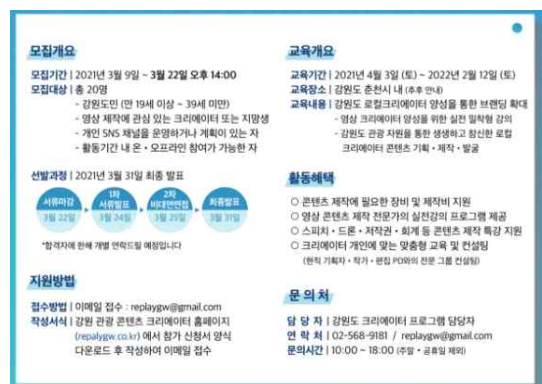 모집개요
모집기간 | 2021년 3월 9일 ~ 3월 22일 오후 14:00
모집대상 | 총 20명
- 강원도민 (만 19세 이상 ~ 39세 미만)
- 영상 제작에 관심 있는 크리에이터 또는 지망생
- 개인 SNS 채널을 운영하거나 계획이 있는 자
- 활동기간 내 온·오프라인 참여가 가능한 자
선발과정 | 2021년 3월 31일 최종 발표
서류마감
3월 22일
1차
서류발표
3월 24일
2차
비대면면접
3월 25일
최종발표
3월 31일
*합격자에 한해 개별 연락드릴 예정입니다
지원방법
접수방법 | 이메일 접수 : replaygw@gmail.com
작성서식 | 강원 관광 콘텐츠 크리에이터 홈페이지
(repalygw.co.kr) 에서 참가 신청서 양식
다운로드 후 작성하여 이메일 접수
교육개요
교육기간 | 2021년 4월 3일 (토) ~ 2022년 2월 12일 (토)
교육장소 | 강원도 춘천시 내 (추후 안내)
교육내용 | 강원도 로컬크리에이터 양성을 통한 브랜딩 확대
- 영상 크리에이터 양성을 위한 실전 밀착형 강의
- 강원도 관광 자원을 통한 생생하고 참신한 로컬
크리에이터 콘텐츠 기획·제작·발굴
활동혜택
○ 콘텐츠 제작에 필요한 장비 및 제작비 지원
○ 영상 콘텐츠 제작 전문가의 실전강의 프로그램 제공
○ 스피치·드론·저작권·회계 등 콘텐츠 제작 특강 지원
○ 크리에이터 개인에 맞는 맞춤형 교육 및 컨설팅
(현직 기획자·작가·편집 PD와의 전문 그룹 컨설팅)
문의처
담 당 자 | 강원도 크리에이터 프로그램 담당자
연 락 처 | 02-568-9181 / replaygw@gmail.com
문의시간 | 10:00 ~ 18:00 (주말·공휴일 제외)